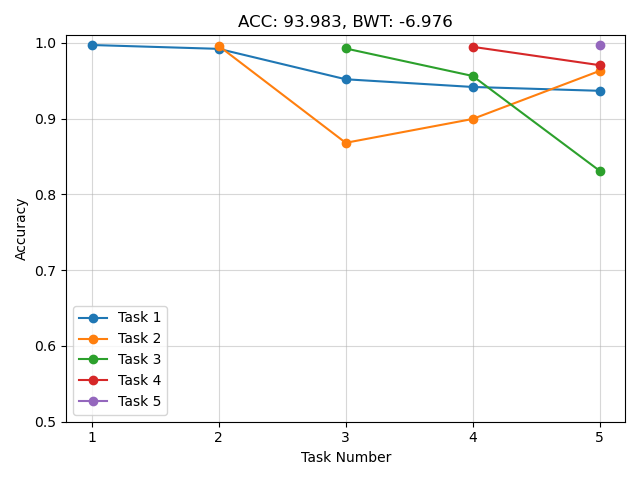 ACC: 93.983, BWT: -6.976
1.0
0.9
0.8
0.7
0.6
0.5
Accuracy
Task 1
Task 2
Task 3
Task 4
Task 5
1 2 3 4 5
Task Number